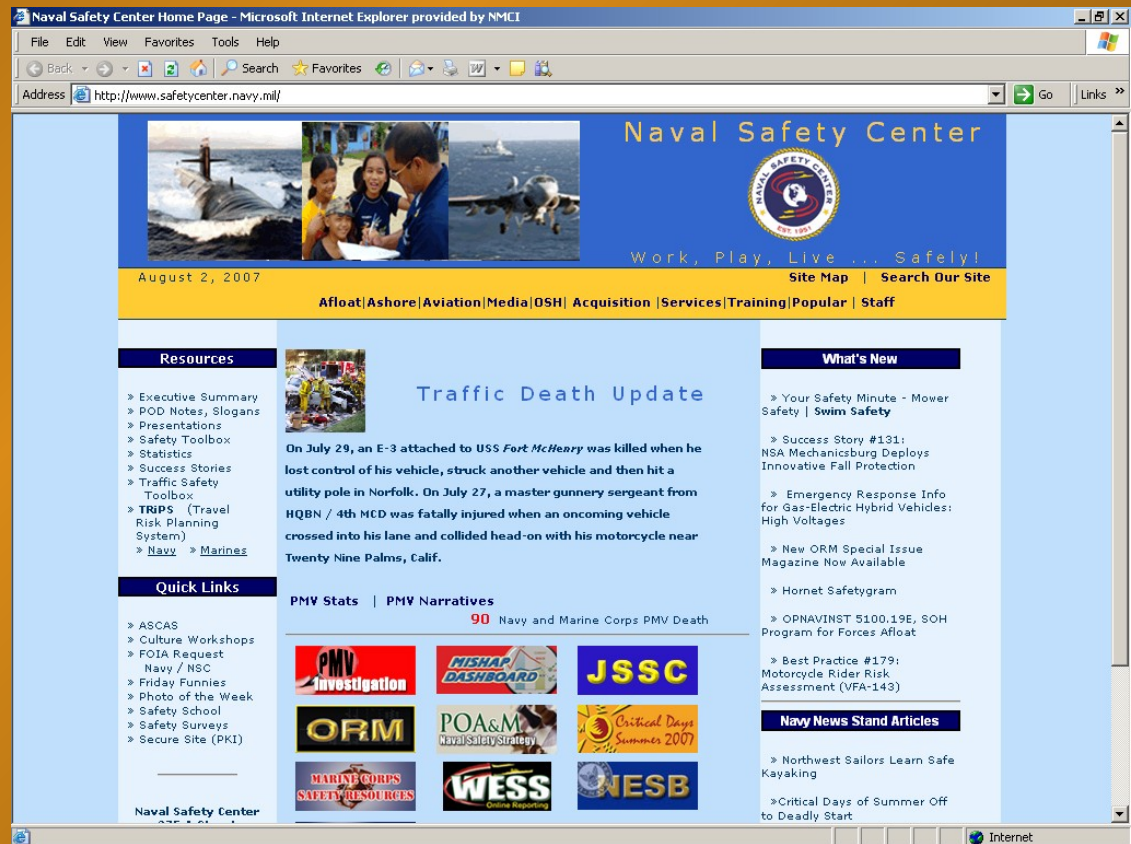 Naval Safety Center Home Page - Microsoft Internet Explorer provided by NMCI
File Edit View Favorites Tools Help
Back Search Favorites
Address http://www.safetycenter.navy.mil/ Go Links »
Naval Safety Center
NAVAL SAFETY CENTER
EST. 1951
Work, Play, Live ... Safely!
August 2, 2007
Site Map | Search Our Site
Afloat|Ashore|Aviation|Media|OSH| Acquisition |Services|Training|Popular | Staff
Resources
» Executive Summary
» POD Notes, Slogans
» Presentations
» Safety Toolbox
» Statistics
» Success Stories
» Traffic Safety
Toolbox
» TRiPS (Travel
Risk Planning
System)
» Navy » Marines
Quick Links
» ASCAS
» Culture Workshops
» FOIA Request
Navy / NSC
» Friday Funnies
» Photo of the Week
» Safety School
» Safety Surveys
» Secure Site (PKI)
Naval Safety Center
Traffic Death Update
On July 29, an E-3 attached to USS Fort McHenry was killed when he
lost control of his vehicle, struck another vehicle and then hit a
utility pole in Norfolk. On July 27, a master gunnery sergeant from
HQBN / 4th MCD was fatally injured when an oncoming vehicle
crossed into his lane and collided head-on with his motorcycle near
Twenty Nine Palms, Calif.
PMV Stats | PMV Narratives
90 Navy and Marine Corps PMV Death
PMV
Investigation
MISHAP
DASHBOARD
JSSC
ORM
POA&M
Naval Safety Strategy
Critical Days
Summer 2007
MARINE CORPS
SAFETY RESOURCES
WESS
Online Reporting
NESB
What's New
» Your Safety Minute - Mower
Safety | Swim Safety
» Success Story #131:
NSA Mechanicsburg Deploys
Innovative Fall Protection
» Emergency Response Info
for Gas-Electric Hybrid Vehicles:
High Voltages
» New ORM Special Issue
Magazine Now Available
» Hornet Safetygram
» OPNAVINST 5100.19E, SOH
Program for Forces Afloat
» Best Practice #179:
Motorcycle Rider Risk
Assessment (VFA-143)
Navy News Stand Articles
» Northwest Sailors Learn Safe
Kayaking
»Critical Days of Summer Off
to Deadly Start
Internet